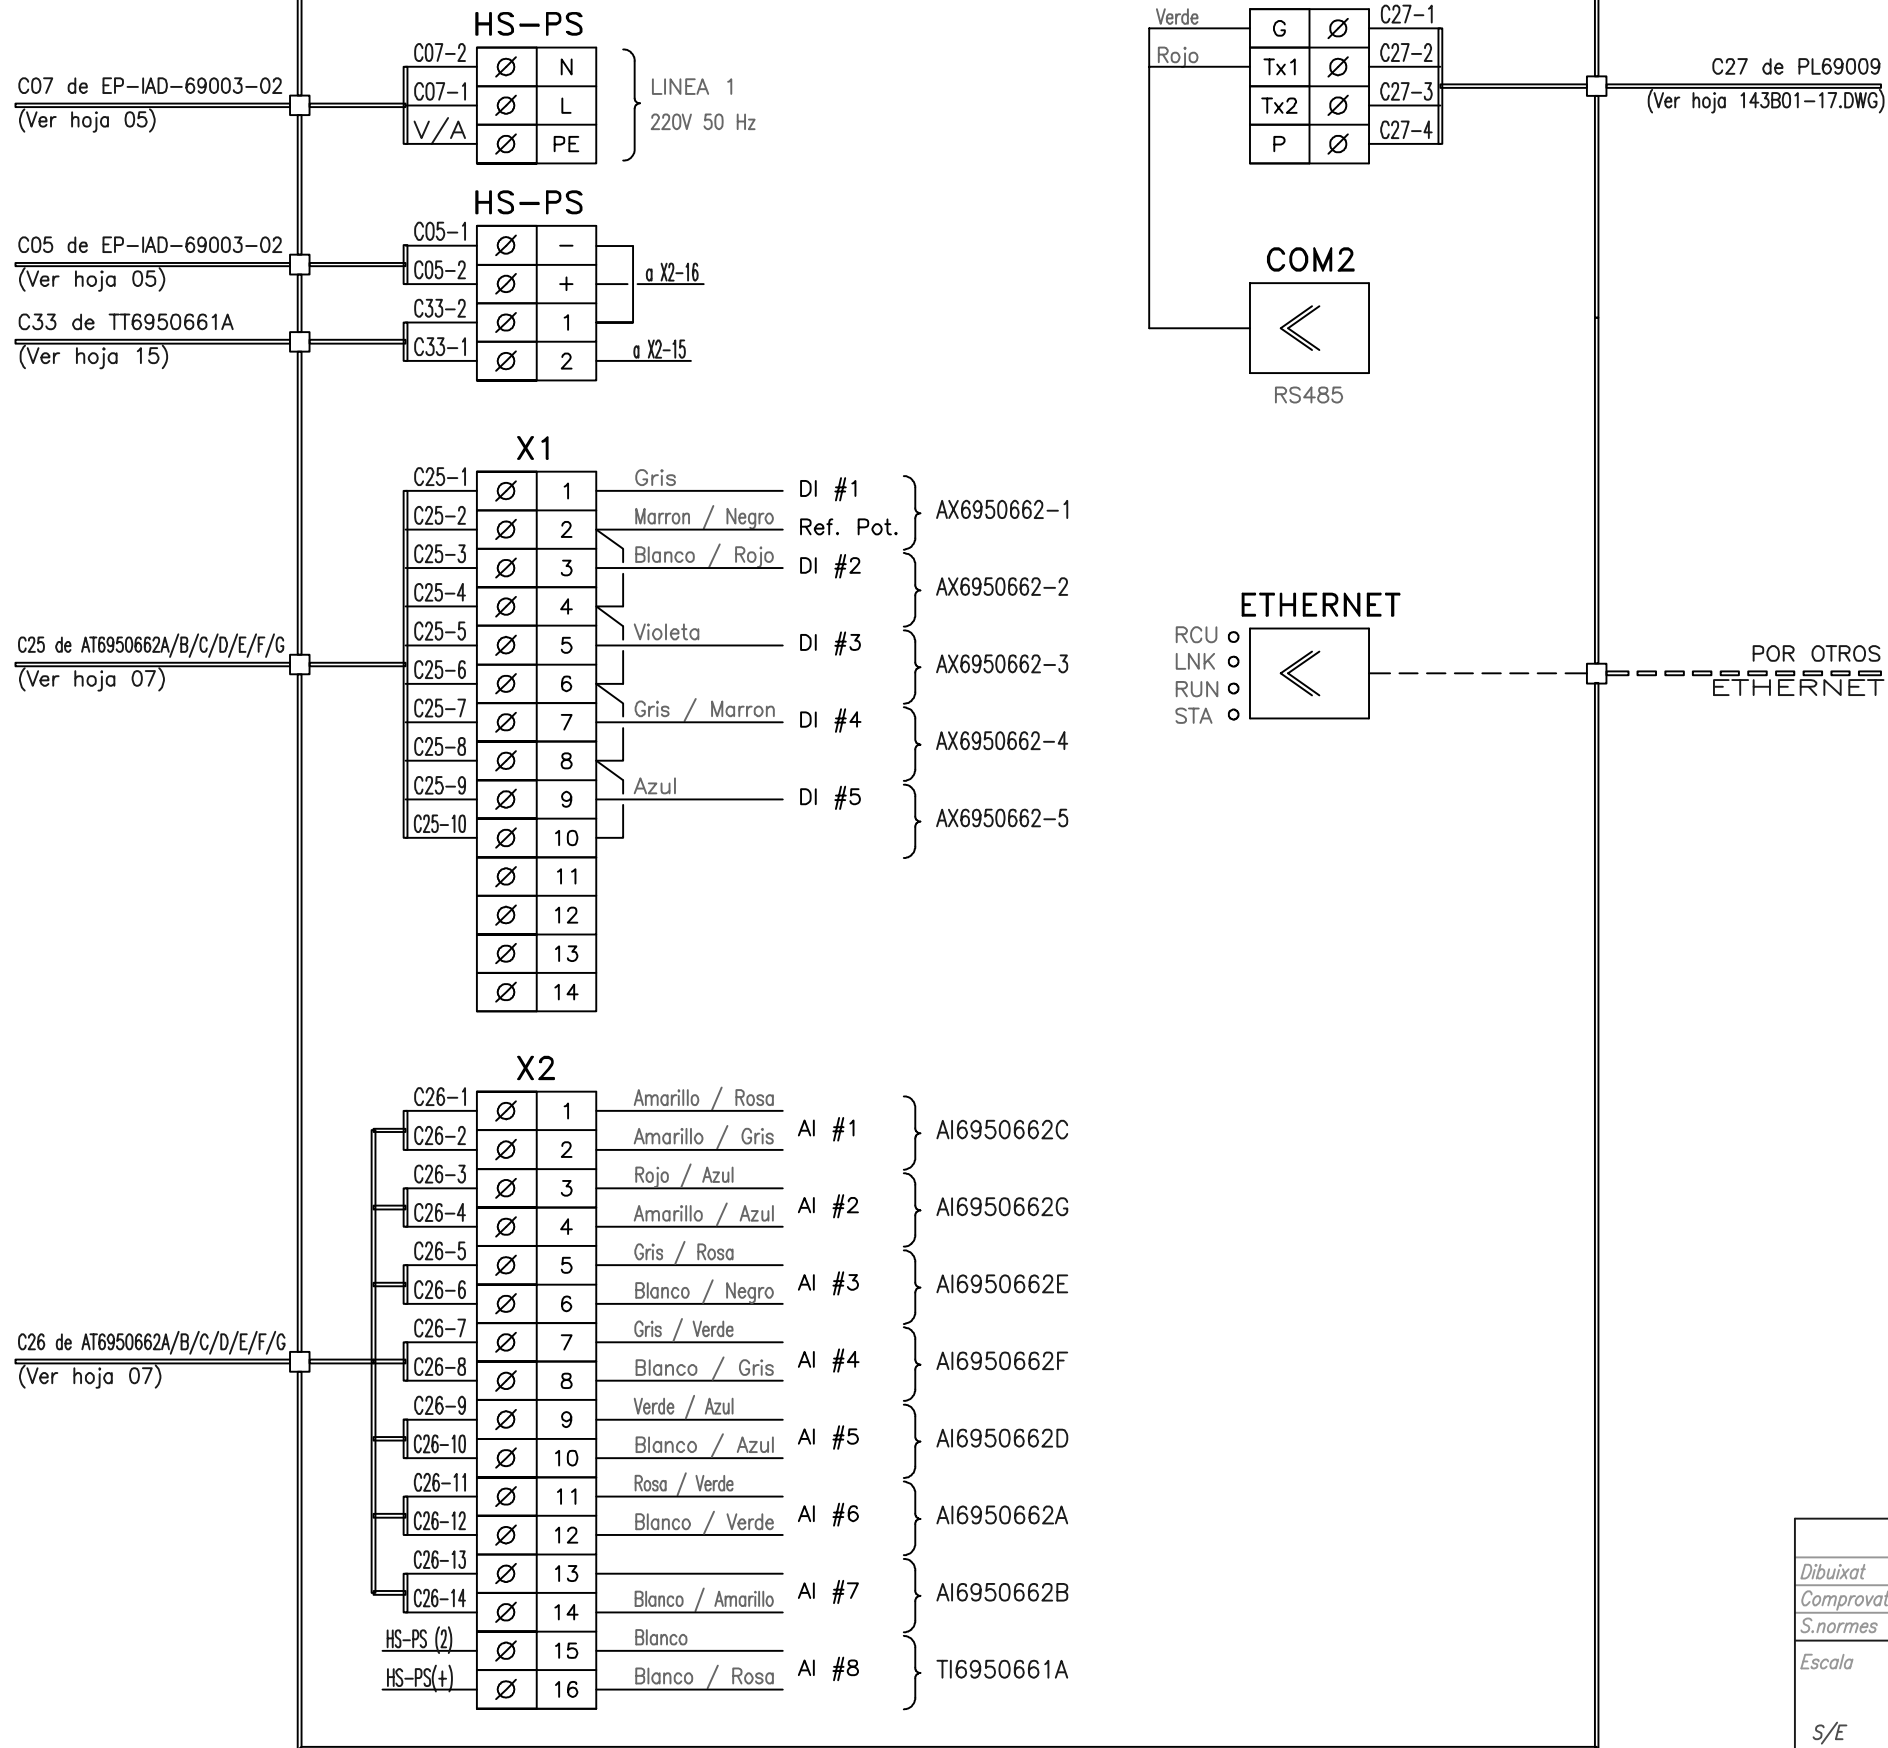 HS-PS
C07-2
N
C07 de EP-IAD-69003-02
(Ver hoja 05)
C07-1
L
V/A
PE
LINEA 1
220V 50 Hz
HS-PS
C05 de EP-IAD-69003-02
(Ver hoja 05)
C05-1
-
C05-2
+
a X2-16
C33 de TT6950661A
(Ver hoja 15)
C33-2
1
C33-1
2
a X2-15
Verde
G
C27-1
Rojo
Tx1
C27-2
Tx2
C27-3
P
C27-4
C27 de PL69009
(Ver hoja 143B01-17.DWG)
COM2
RS485
X1
C25-1
1
Gris
DI #1
AX6950662-1
C25-2
2
Marron / Negro
Ref. Pot.
C25-3
3
Blanco / Rojo
DI #2
AX6950662-2
C25-4
4
C25-5
5
Violeta
DI #3
AX6950662-3
C25 de AT6950662A/B/C/D/E/F/G
(Ver hoja 07)
C25-6
6
C25-7
7
Gris / Marron
DI #4
AX6950662-4
C25-8
8
C25-9
9
Azul
DI #5
AX6950662-5
C25-10
10
11
12
13
14
ETHERNET
RCU
LNK
RUN
STA
POR OTROS
ETHERNET
X2
C26-1
1
Amarillo / Rosa
AI #1
AI6950662C
C26-2
2
Amarillo / Gris
C26-3
3
Rojo / Azul
AI #2
AI6950662G
C26-4
4
Amarillo / Azul
C26-5
5
Gris / Rosa
AI #3
AI6950662E
C26-6
6
Blanco / Negro
C26-7
7
Gris / Verde
AI #4
AI6950662F
C26 de AT6950662A/B/C/D/E/F/G
(Ver hoja 07)
C26-8
8
Blanco / Gris
C26-9
9
Verde / Azul
AI #5
AI6950662D
C26-10
10
Blanco / Azul
C26-11
11
Rosa / Verde
AI #6
AI6950662A
C26-12
12
Blanco / Verde
C26-13
13
AI #7
AI6950662B
C26-14
14
Blanco / Amarillo
HS-PS (2)
15
Blanco
AI #8
TI6950661A
HS-PS(+)
16
Blanco / Rosa
Dibuixat
Comprovat
S.normes
Escala
S/E